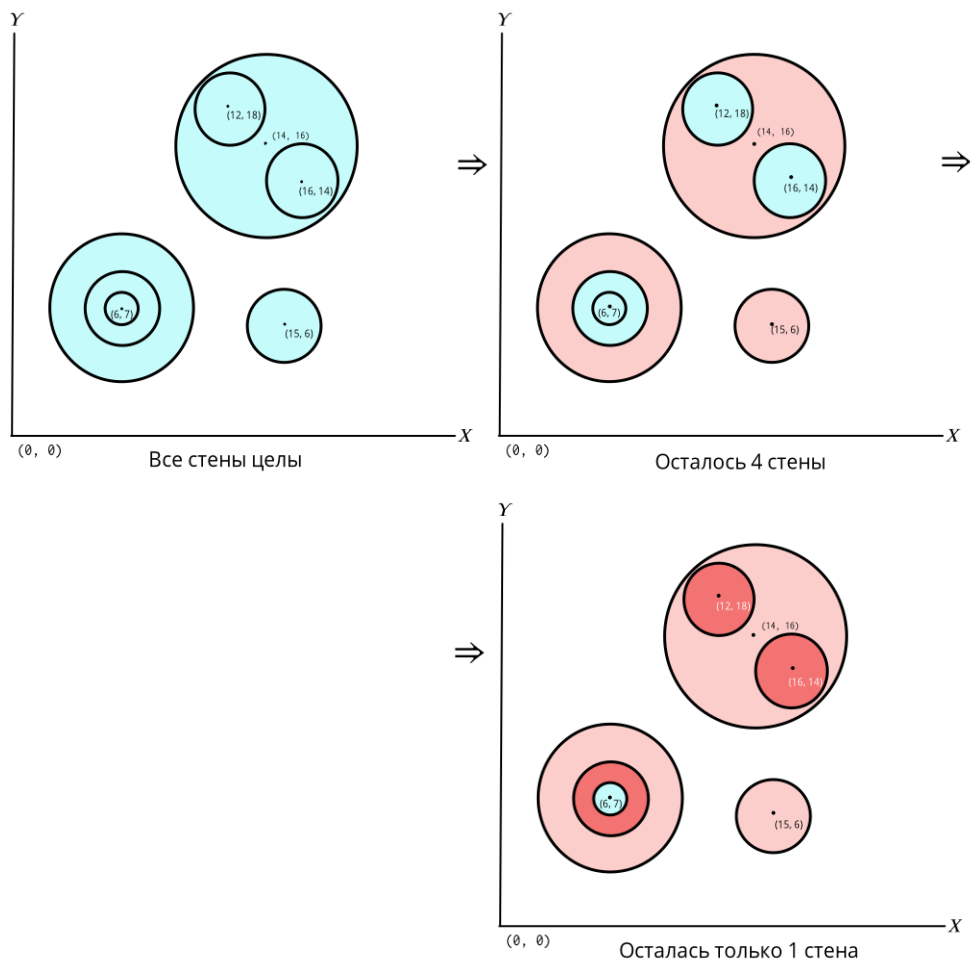 Y
(12, 18)
(14, 16)
(16, 14)
(6, 7)
(15, 6)
X
(0, 0)
Все стены целы
⇒
Y
(12, 18)
(14, 16)
(16, 14)
(6, 7)
(15, 6)
X
(0, 0)
Осталось 4 стены
⇒
⇒
Y
(12, 18)
(14, 16)
(16, 14)
(6, 7)
(15, 6)
X
(0, 0)
Осталась только 1 стена